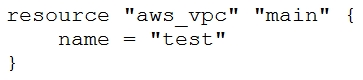 resource "aws_vpc" "main" {
    name = "test"
}